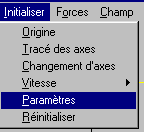 Initialiser Forces Champ
Origine
Tracé des axes
Changement d'axes
Vitesse
Paramètres
Réinitialiser